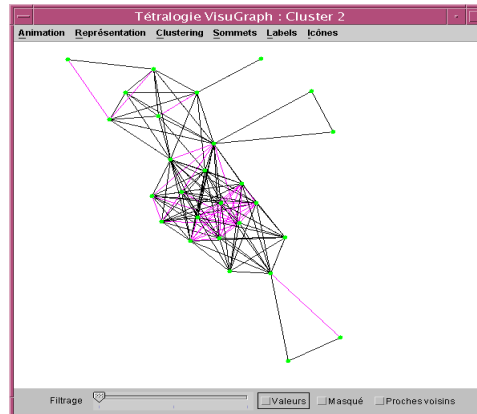 Tétralogie VisuGraph : Cluster 2
Animation Représentation Clustering Sommets Labels Icônes
Filtrage Valeurs Masqué Proches voisins